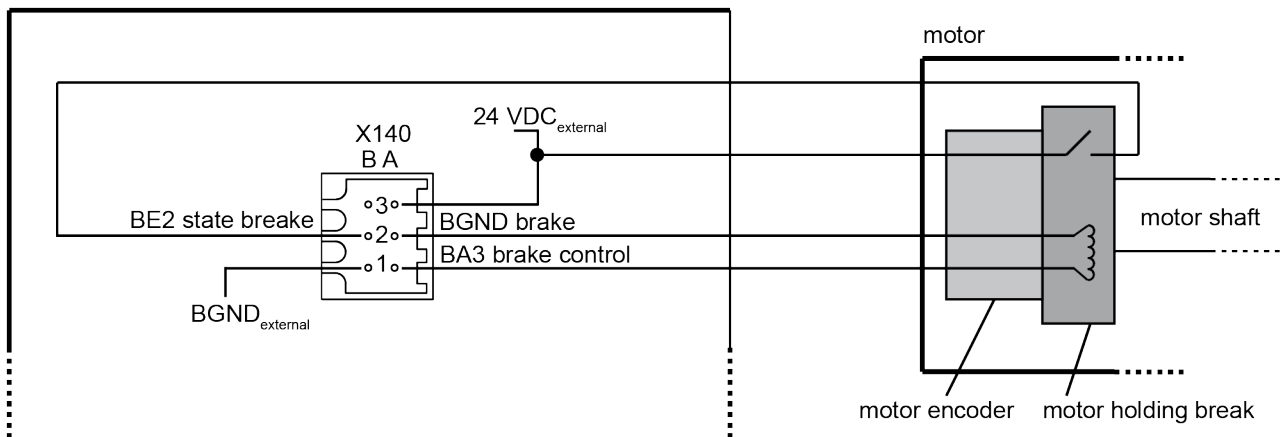 motor
24 VDCexternal
X140
B A
3
BE2 state breake
2
BGND brake
motor shaft
1
BA3 brake control
BGNDexternal
motor encoder
motor holding break